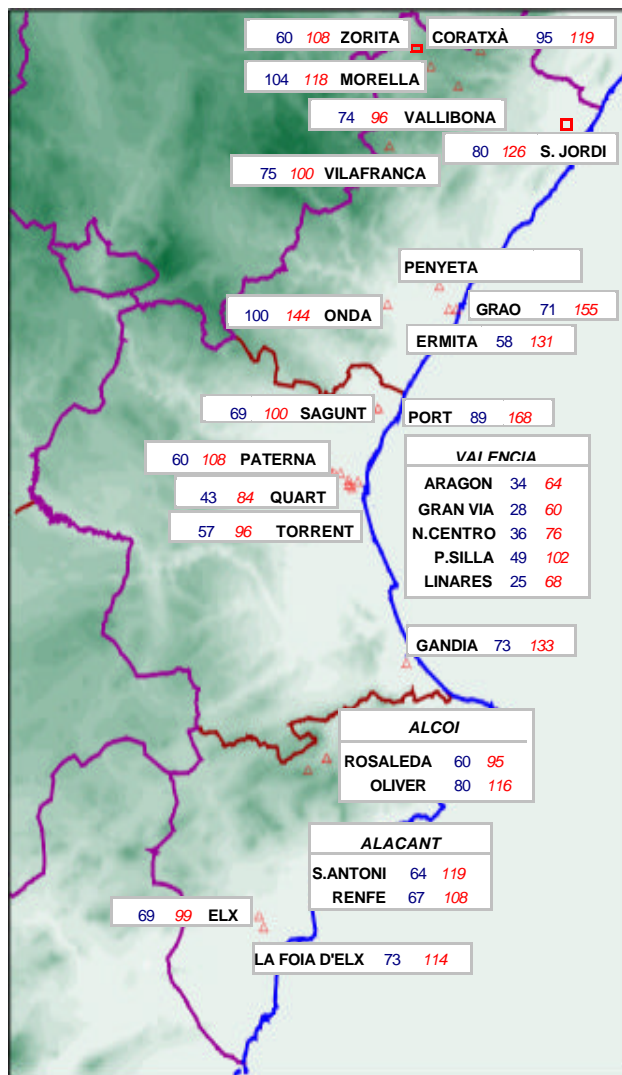 60 108 ZORITA
CORATXÀ 95 119
104 118 MORELLA
74 96 VALLIBONA
80 126 S. JORDI
75 100 VILAFRANCA
PENYETA
100 144 ONDA
GRAO 71 155
ERMITA 58 131
69 100 SAGUNT
PORT 89 168
60 108 PATERNA
43 84 QUART
57 96 TORRENT
VALENCIA
ARAGON 34 64
GRAN VIA 28 60
N.CENTRO 36 76
P.SILLA 49 102
LINARES 25 68
GANDIA 73 133
ALCOI
ROSALEDA 60 95
OLIVER 80 116
ALACANT
S.ANTONI 64 119
RENFE 67 108
69 99 ELX
LA FOIA D'ELX 73 114